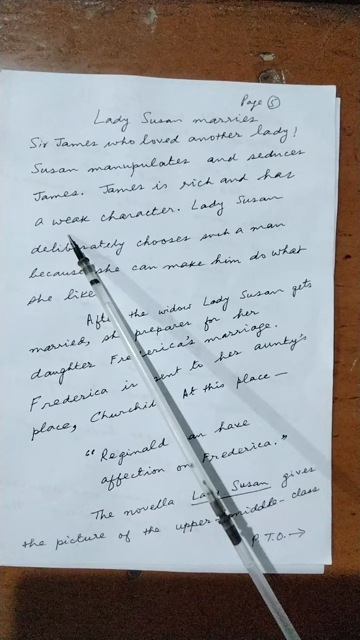 Page 5
Lady Susan marries
Sir James who loved another lady!
Susan manupulates and seduces
James. James is rich and has
a weak character. Lady Susan
deliberately chooses such a man
because she can make him do what
she like
After the widow Lady Susan gets
married, she prepares for her
daughter Frederica's marriage.
Frederica is sent to her aunty's
place, Churchill At this place —
"Reginald can have
affection on Frederica."
The novella Lady Susan gives
the picture of the upper middle-class
P.T.O. →